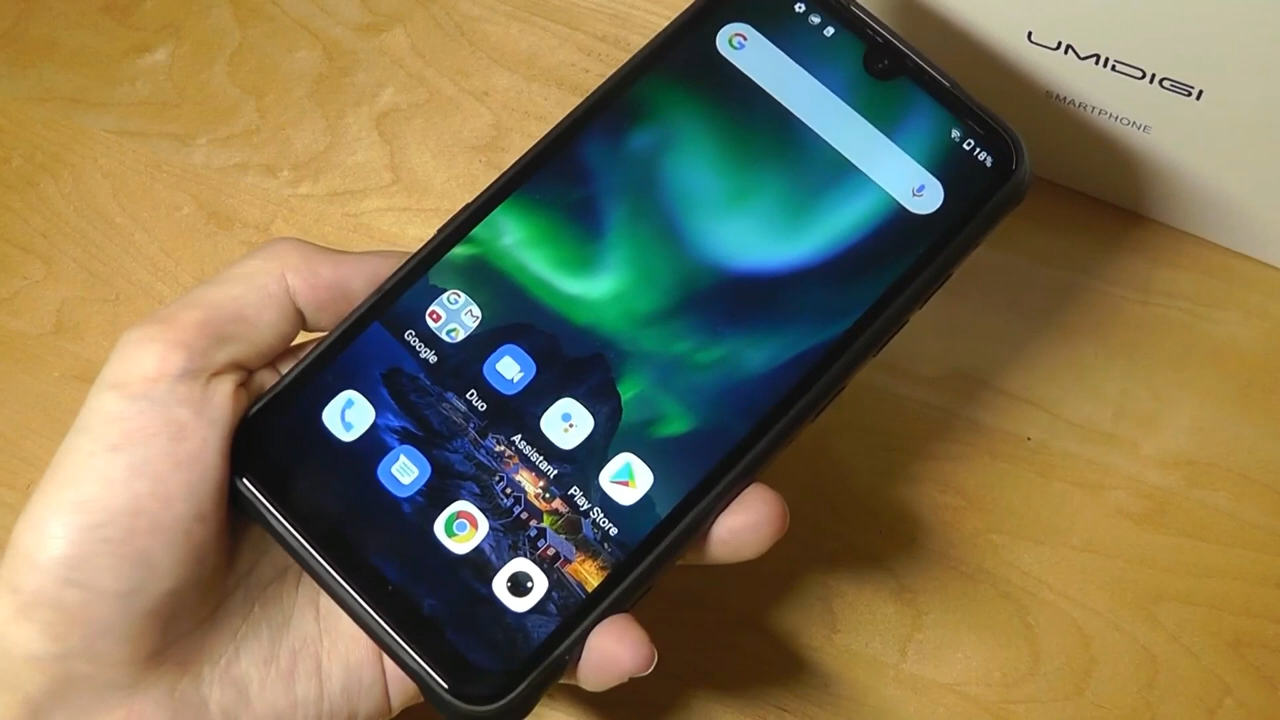 UMIDIGI
SMARTPHONE
18%
Google
Duo
Assistant
Play Store